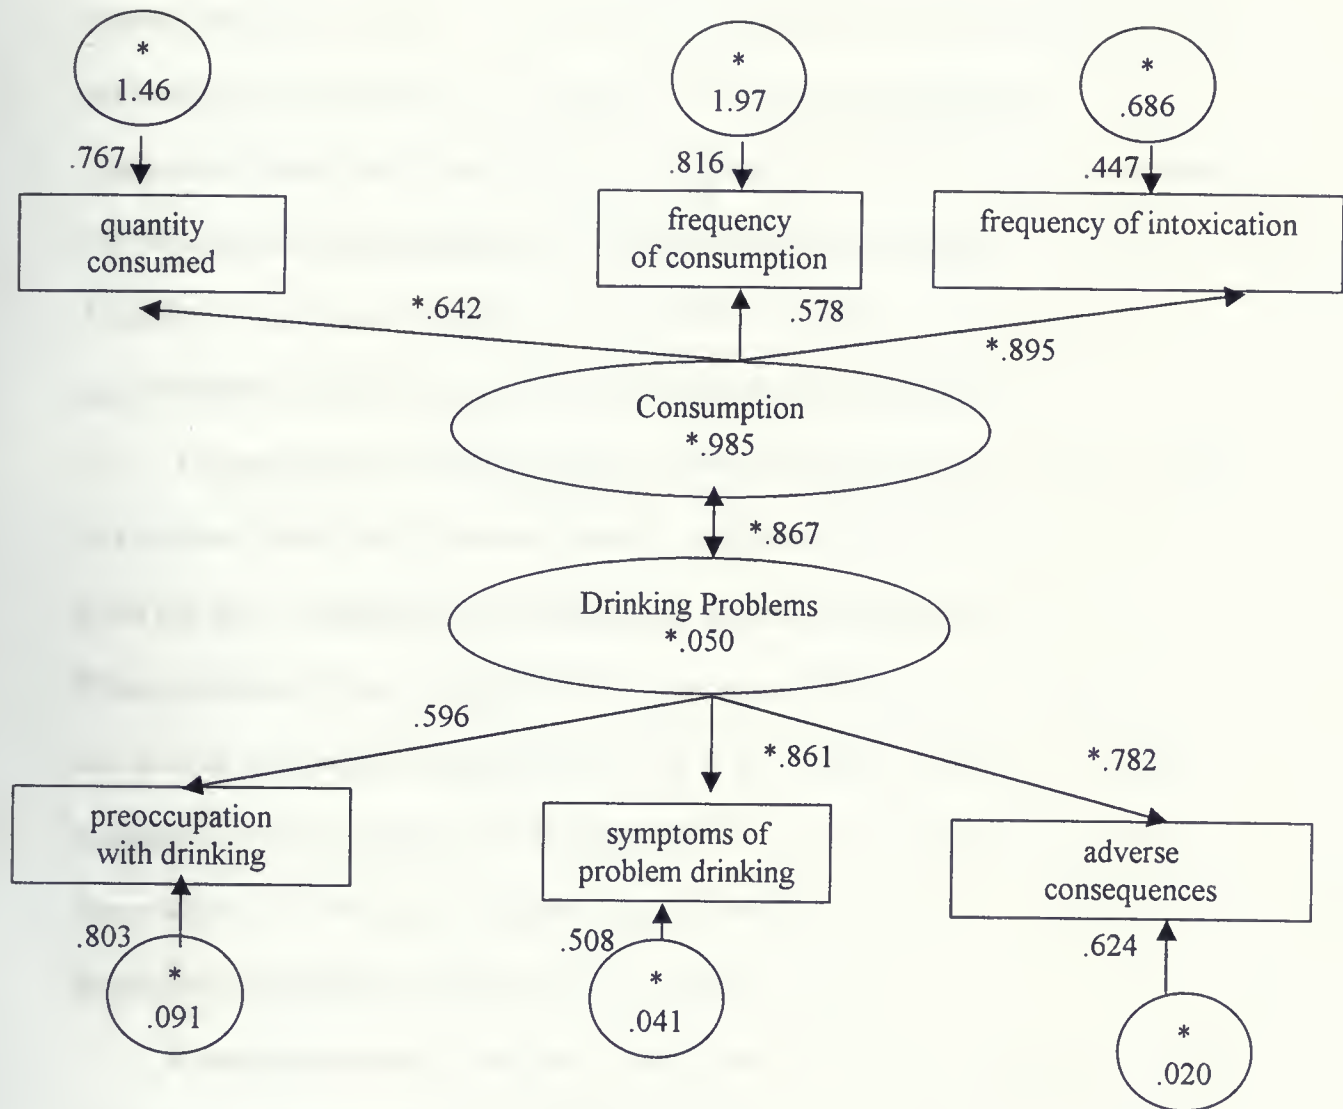 *
1.46
*
1.97
*
.686
.767
.816
.447
quantity
consumed
frequency
of consumption
frequency of intoxication
*.642
.578
*.895
Consumption
*.985
*.867
Drinking Problems
*.050
.596
*.861
*.782
preoccupation
with drinking
symptoms of
problem drinking
adverse
consequences
.803
.508
.624
*
.091
*
.041
*
.020